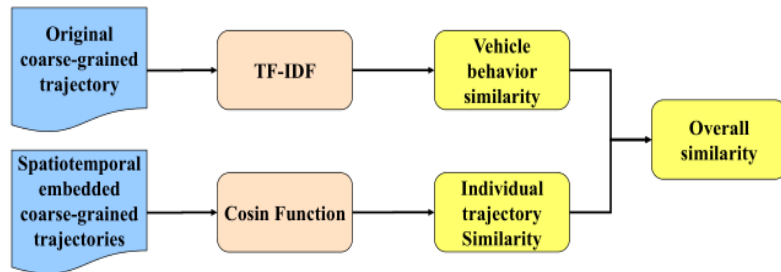 Original
coarse-grained
trajectory
TF-IDF
Vehicle
behavior
similarity
Overall
similarity
Spatiotemporal
embedded
coarse-grained
trajectories
Cosin Function
Individual
trajectory
Similarity